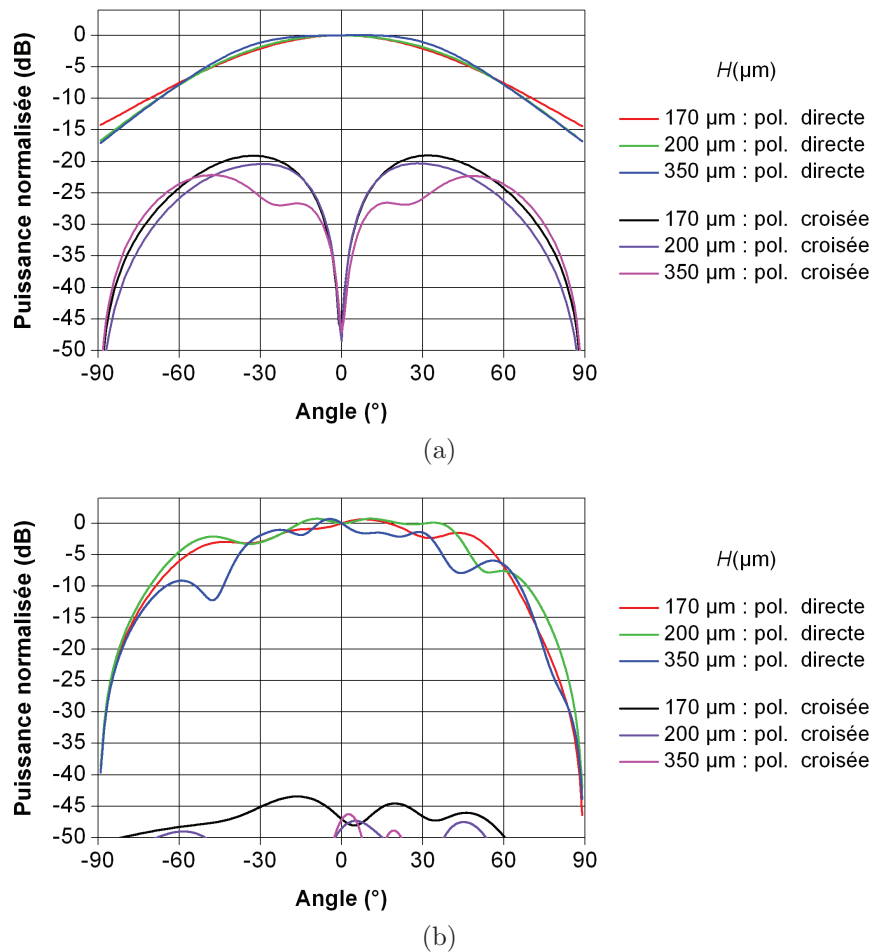 Puissance normalisée (dB)
0
-5
-10
-15
-20
-25
-30
-35
-40
-45
-50
-90
-60
-30
0
30
60
90
Angle (°)
H(µm)
170 µm : pol. directe
200 µm : pol. directe
350 µm : pol. directe
170 µm : pol. croisée
200 µm : pol. croisée
350 µm : pol. croisée
(a)
Puissance normalisée (dB)
0
-5
-10
-15
-20
-25
-30
-35
-40
-45
-50
-90
-60
-30
0
30
60
90
Angle (°)
H(µm)
170 µm : pol. directe
200 µm : pol. directe
350 µm : pol. directe
170 µm : pol. croisée
200 µm : pol. croisée
350 µm : pol. croisée
(b)